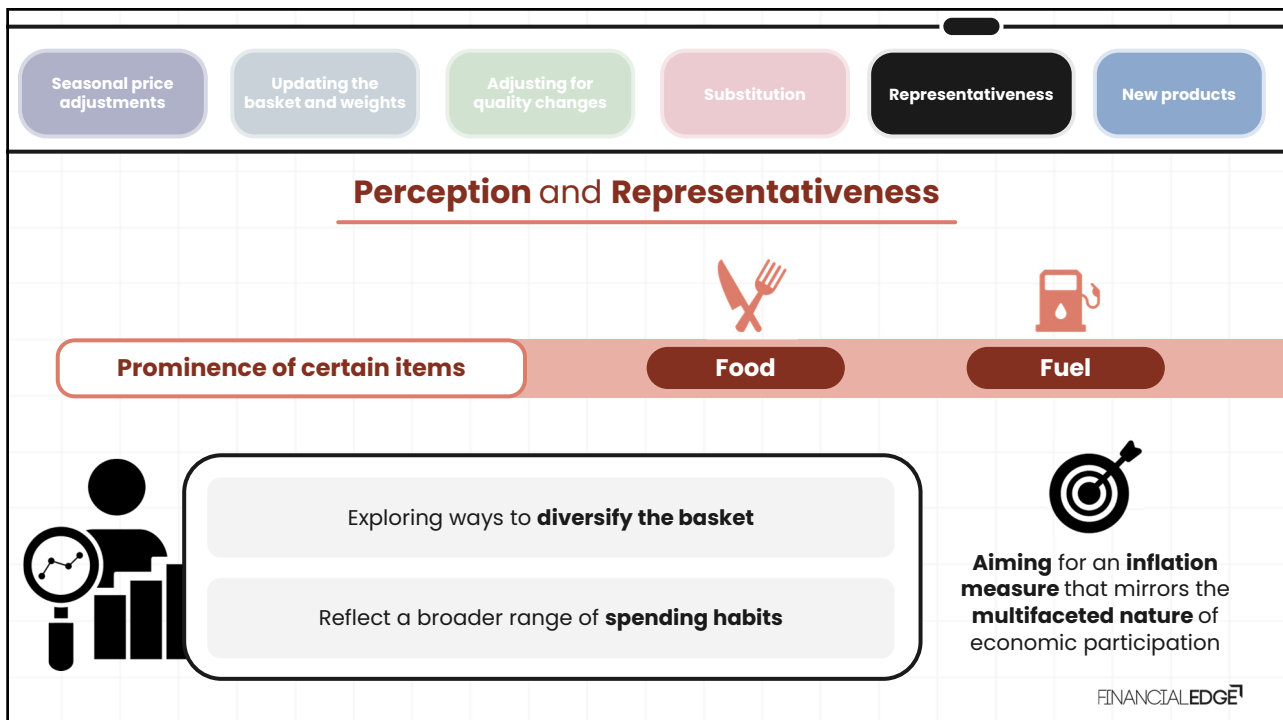 Seasonal price
adjustments
Updating the
basket and weights
Adjusting for
quality changes
Substitution
Representativeness
New products
Perception and Representativeness
Prominence of certain items
Food
Fuel
Exploring ways to diversify the basket
Reflect a broader range of spending habits
Aiming for an inflation
measure that mirrors the
multifaceted nature of
economic participation
FINANCIALEDGE